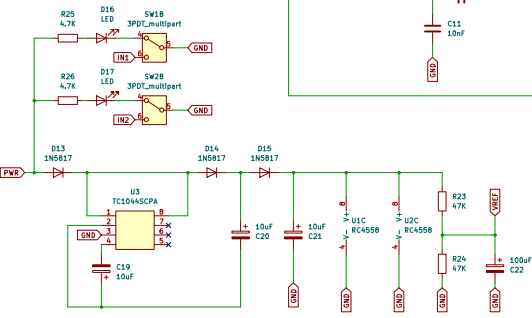 R25
4.7K
D16
LED
SW1B
3PDT_multipart
4
5
6
IN1
GND
C11
10nF
GND
R26
4.7K
D17
LED
SW2B
3PDT_multipart
4
5
6
IN2
GND
PWR
D13
1N5817
D14
1N5817
D15
1N5817
U3
TC1044SCPA
1
2
3
4
8
7
6
5
GND
C19
10uF
10uF
C20
10uF
C21
GND
8
V+
V-
4
U1C
RC4558
GND
8
V+
V-
4
U2C
RC4558
GND
R23
47K
R24
47K
GND
VREF
100uF
C22
GND